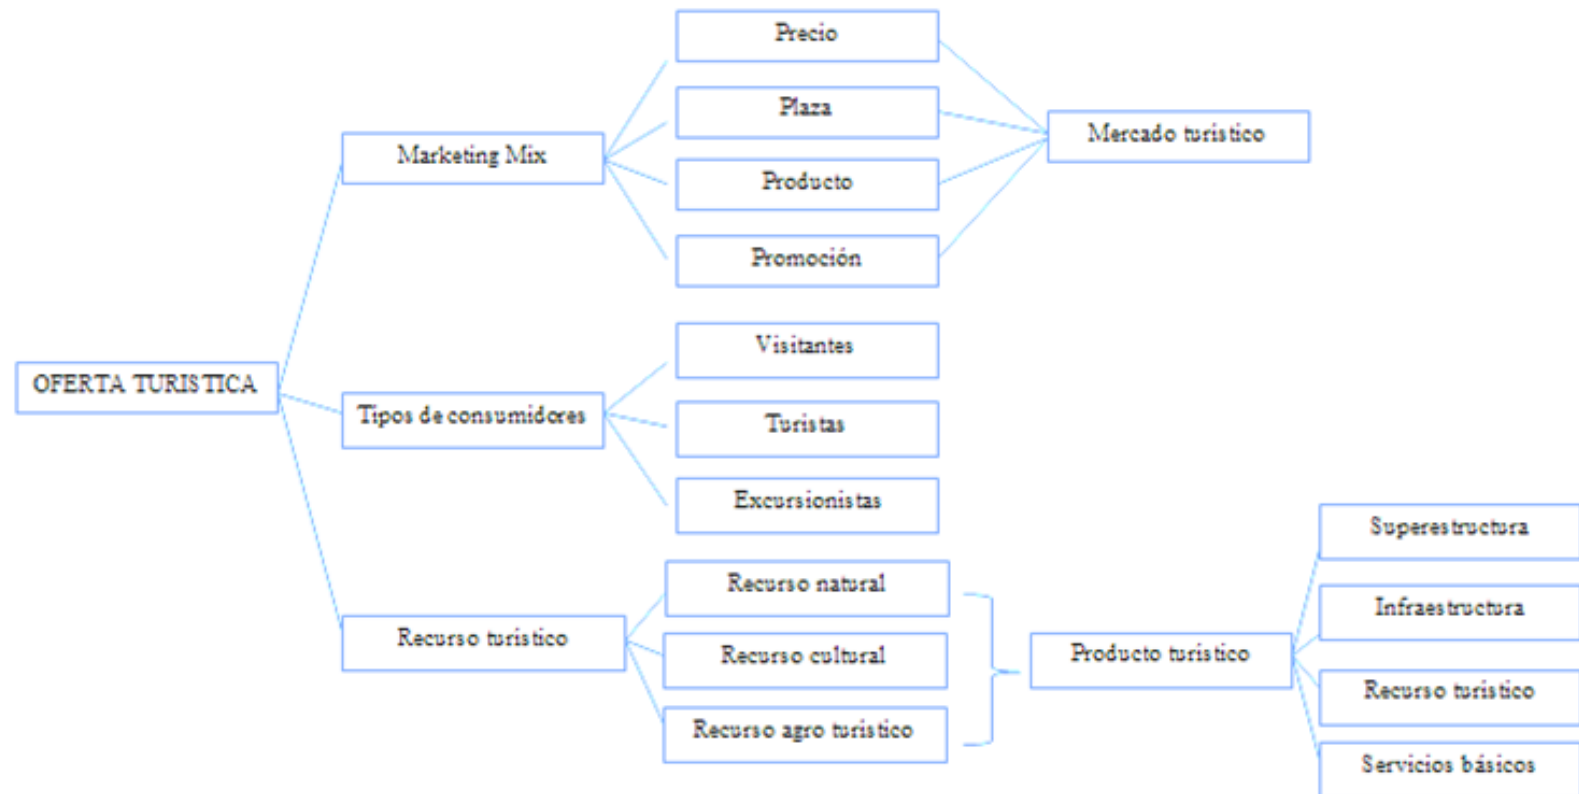 OFERTA TURISTICA
Marketing Mix
Precio
Plaza
Producto
Promoción
Mercado turistico
Tipos de consumidores
Visitantes
Turistas
Excursionistas
Recurso turistico
Recurso natural
Recurso cultural
Recurso agro turistico
Producto turistico
Superestructura
Infraestructura
Recurso turistico
Servicios básicos